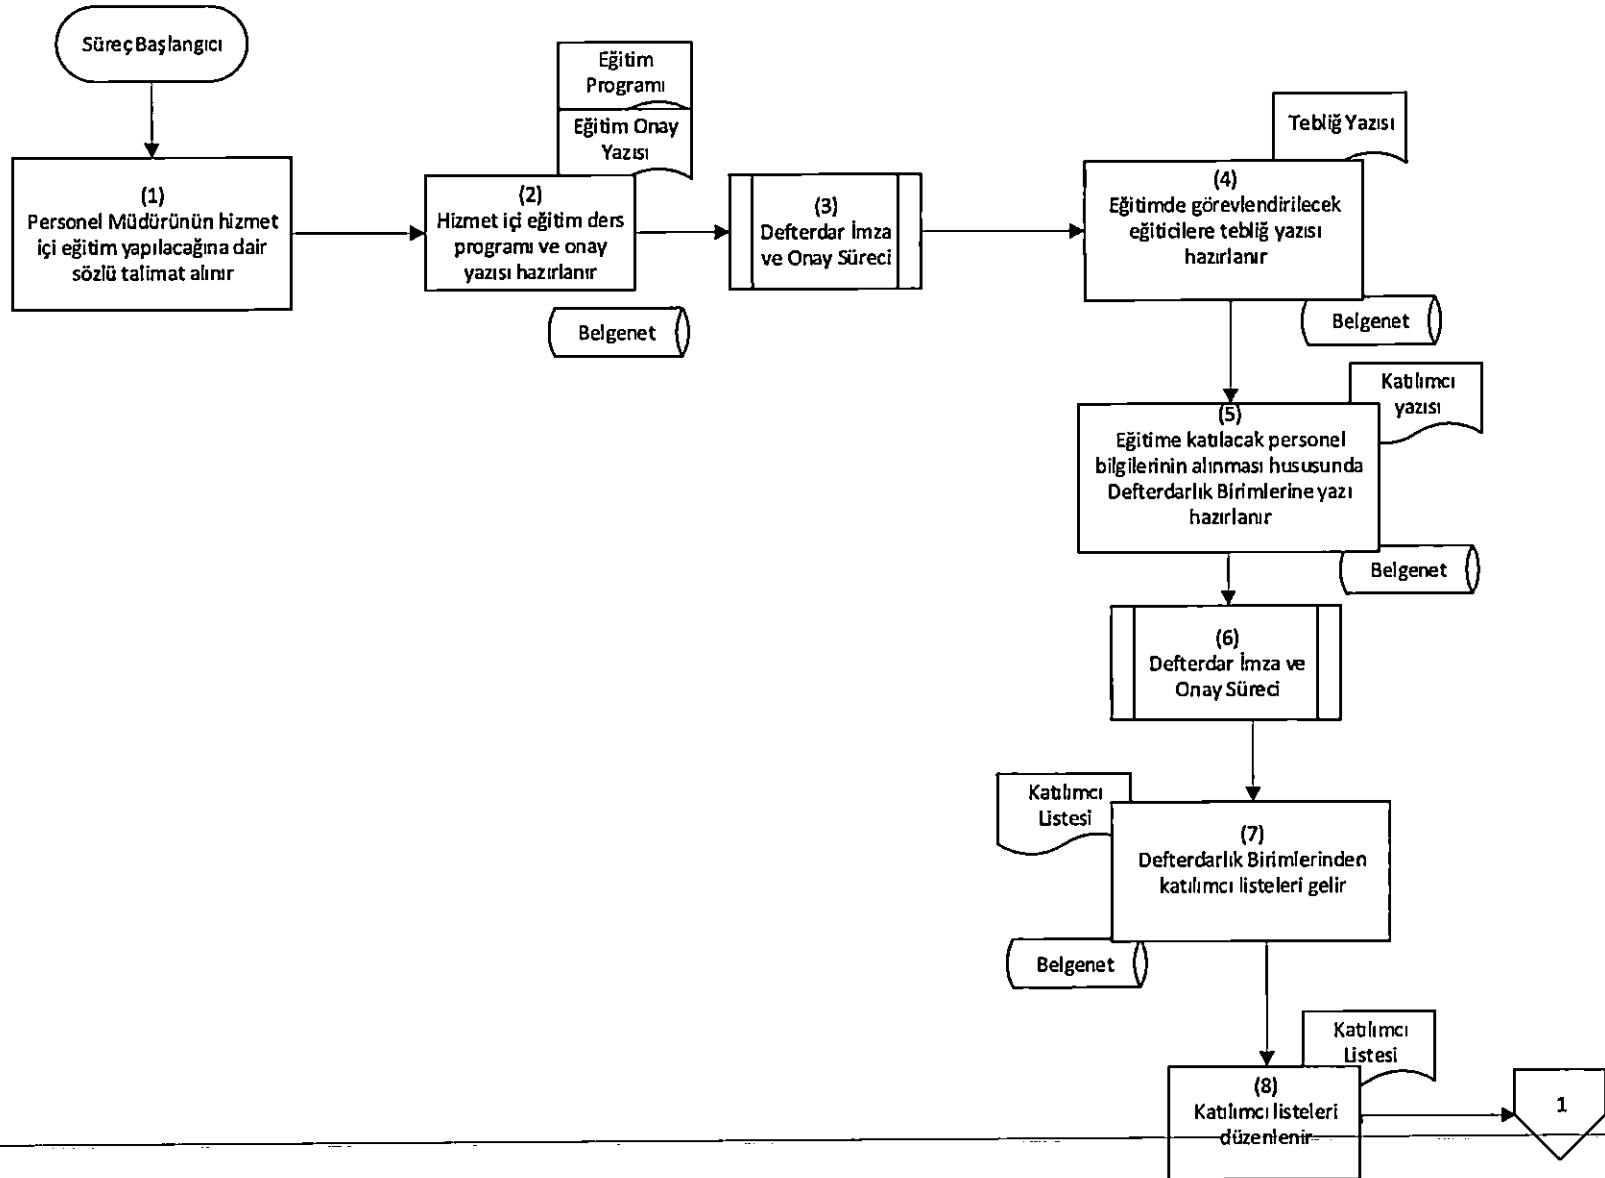 Süreç Başlangıcı
(1)
Personel Müdürünün hizmet
içi eğitim yapılacağına dair
sözlü talimat alınır
Eğitim
Programı
Eğitim Onay
Yazısı
(2)
Hizmet içi eğitim ders
programı ve onay
yazısı hazırlanır
Belgenet
(3)
Defterdar İmza
ve Onay Süreci
Tebliğ Yazısı
(4)
Eğitimde görevlendirilecek
eğiticilere tebliğ yazısı
hazırlanır
Belgenet
Katılımcı
yazısı
(5)
Eğitime katılacak personel
bilgilerinin alınması hususunda
Defterdarlık Birimlerine yazı
hazırlanır
Belgenet
(6)
Defterdar İmza ve
Onay Süreci
Katılımcı
Listesi
(7)
Defterdarlık Birimlerinden
katılımcı listeleri gelir
Belgenet
Katılımcı
Listesi
(8)
Katılımcı listeleri
düzenlenir
1